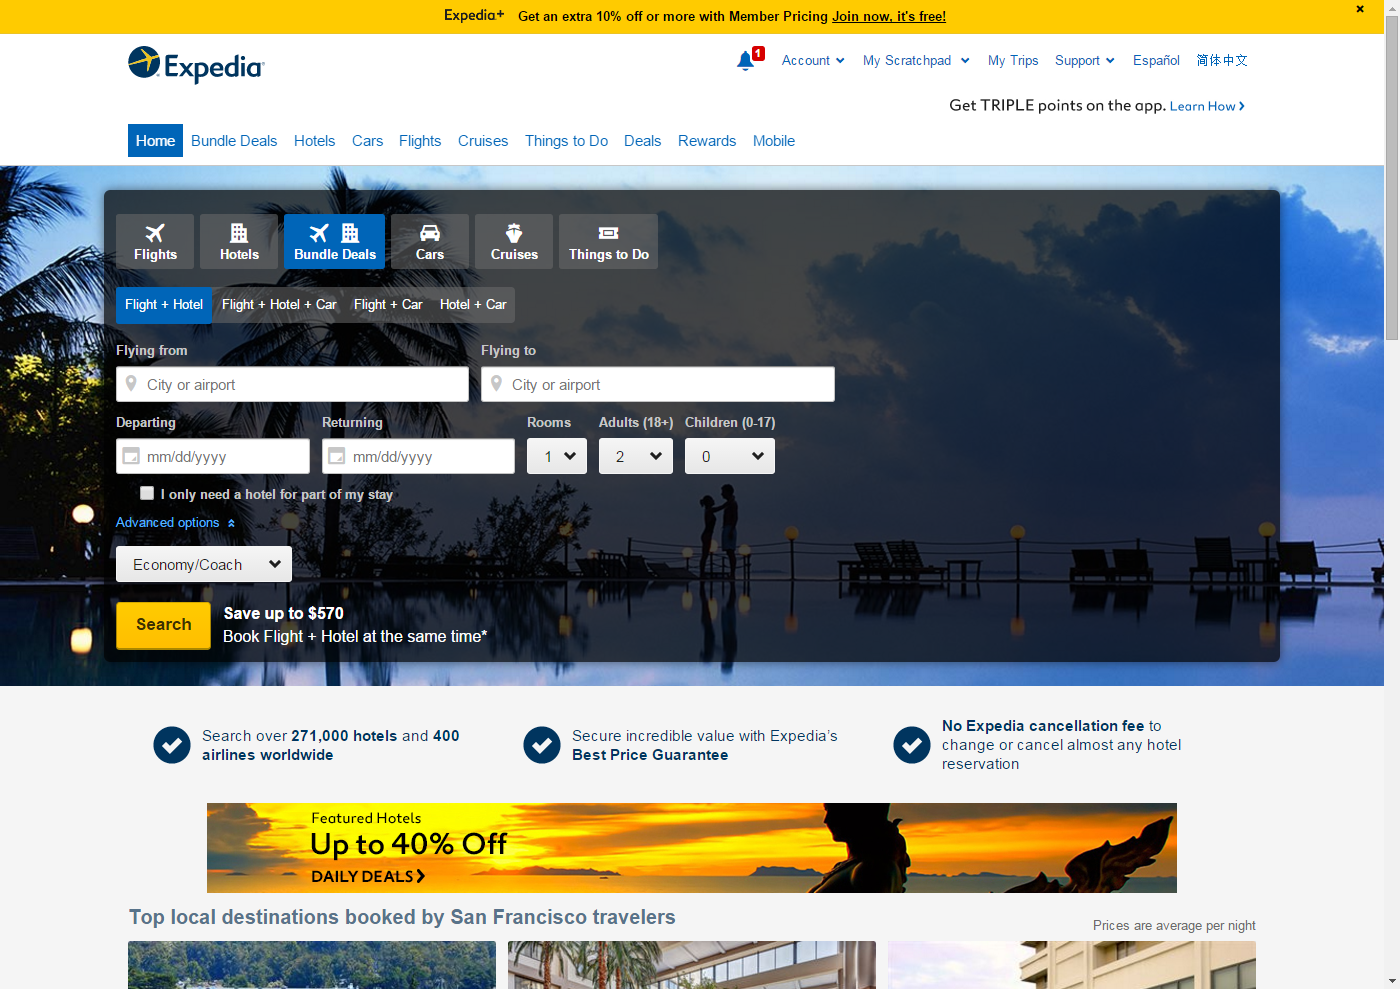 Expedia+ Get an extra 10% off or more with Member Pricing Join now, it's free!
Expedia
1
Account
My Scratchpad
My Trips
Support
Español
简体中文
Get TRIPLE points on the app. Learn How
Home
Bundle Deals
Hotels
Cars
Flights
Cruises
Things to Do
Deals
Rewards
Mobile
Flights
Hotels
Bundle Deals
Cars
Cruises
Things to Do
Flight + Hotel
Flight + Hotel + Car
Flight + Car
Hotel + Car
Flying from
Flying to
City or airport
City or airport
Departing
Returning
Rooms
Adults (18+)
Children (0-17)
mm/dd/yyyy
mm/dd/yyyy
1
2
0
I only need a hotel for part of my stay
Advanced options
Economy/Coach
Search
Save up to $570
Book Flight + Hotel at the same time*
Search over 271,000 hotels and 400
airlines worldwide
Secure incredible value with Expedia’s
Best Price Guarantee
No Expedia cancellation fee to
change or cancel almost any hotel
reservation
Featured Hotels
Up to 40% Off
DAILY DEALS
Top local destinations booked by San Francisco travelers
Prices are average per night